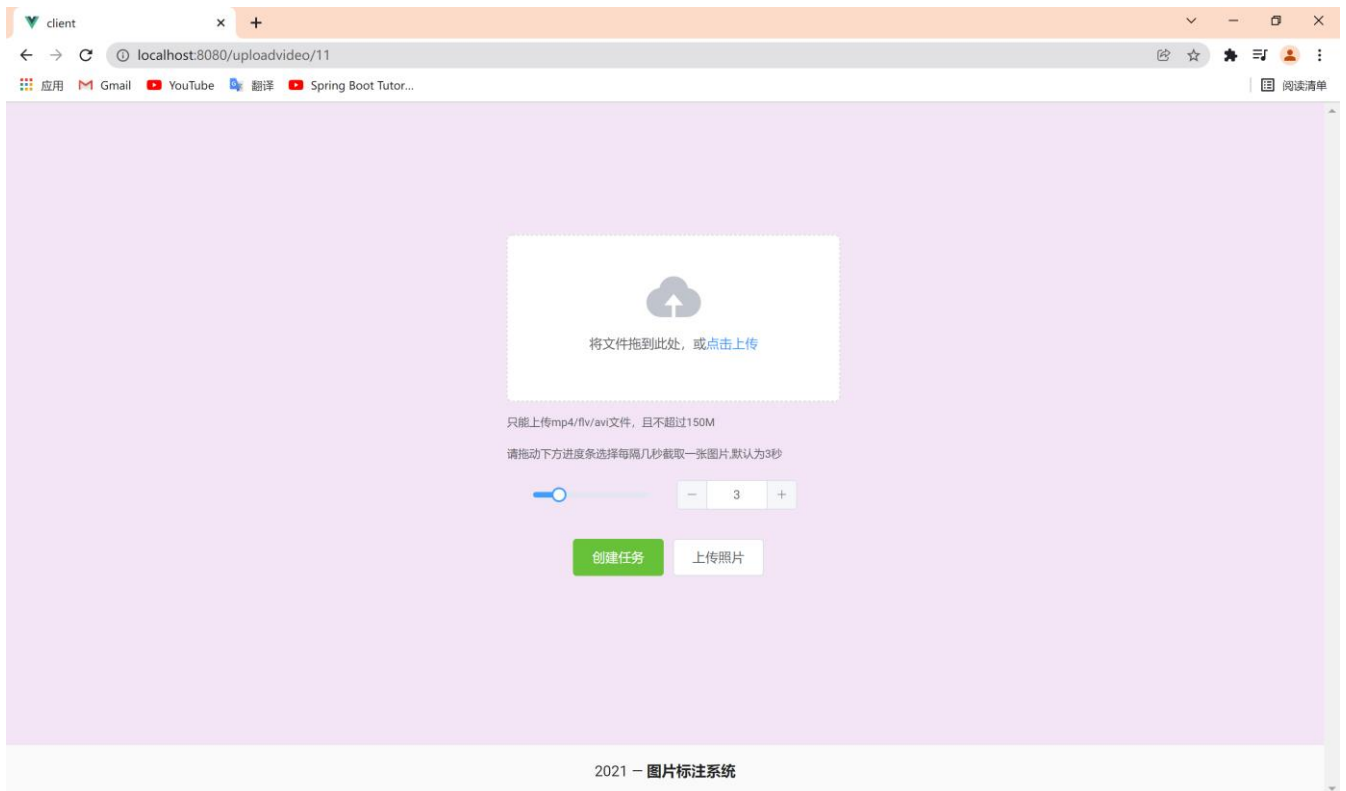 client
localhost:8080/uploadvideo/11
应用 Gmail YouTube 翻译 Spring Boot Tutor... 阅读清单
将文件拖到此处，或点击上传
只能上传mp4/flv/avi文件，且不超过150M
请拖动下方进度条选择每隔几秒截取一张图片,默认为3秒
3
创建任务 上传照片
2021 — 图片标注系统